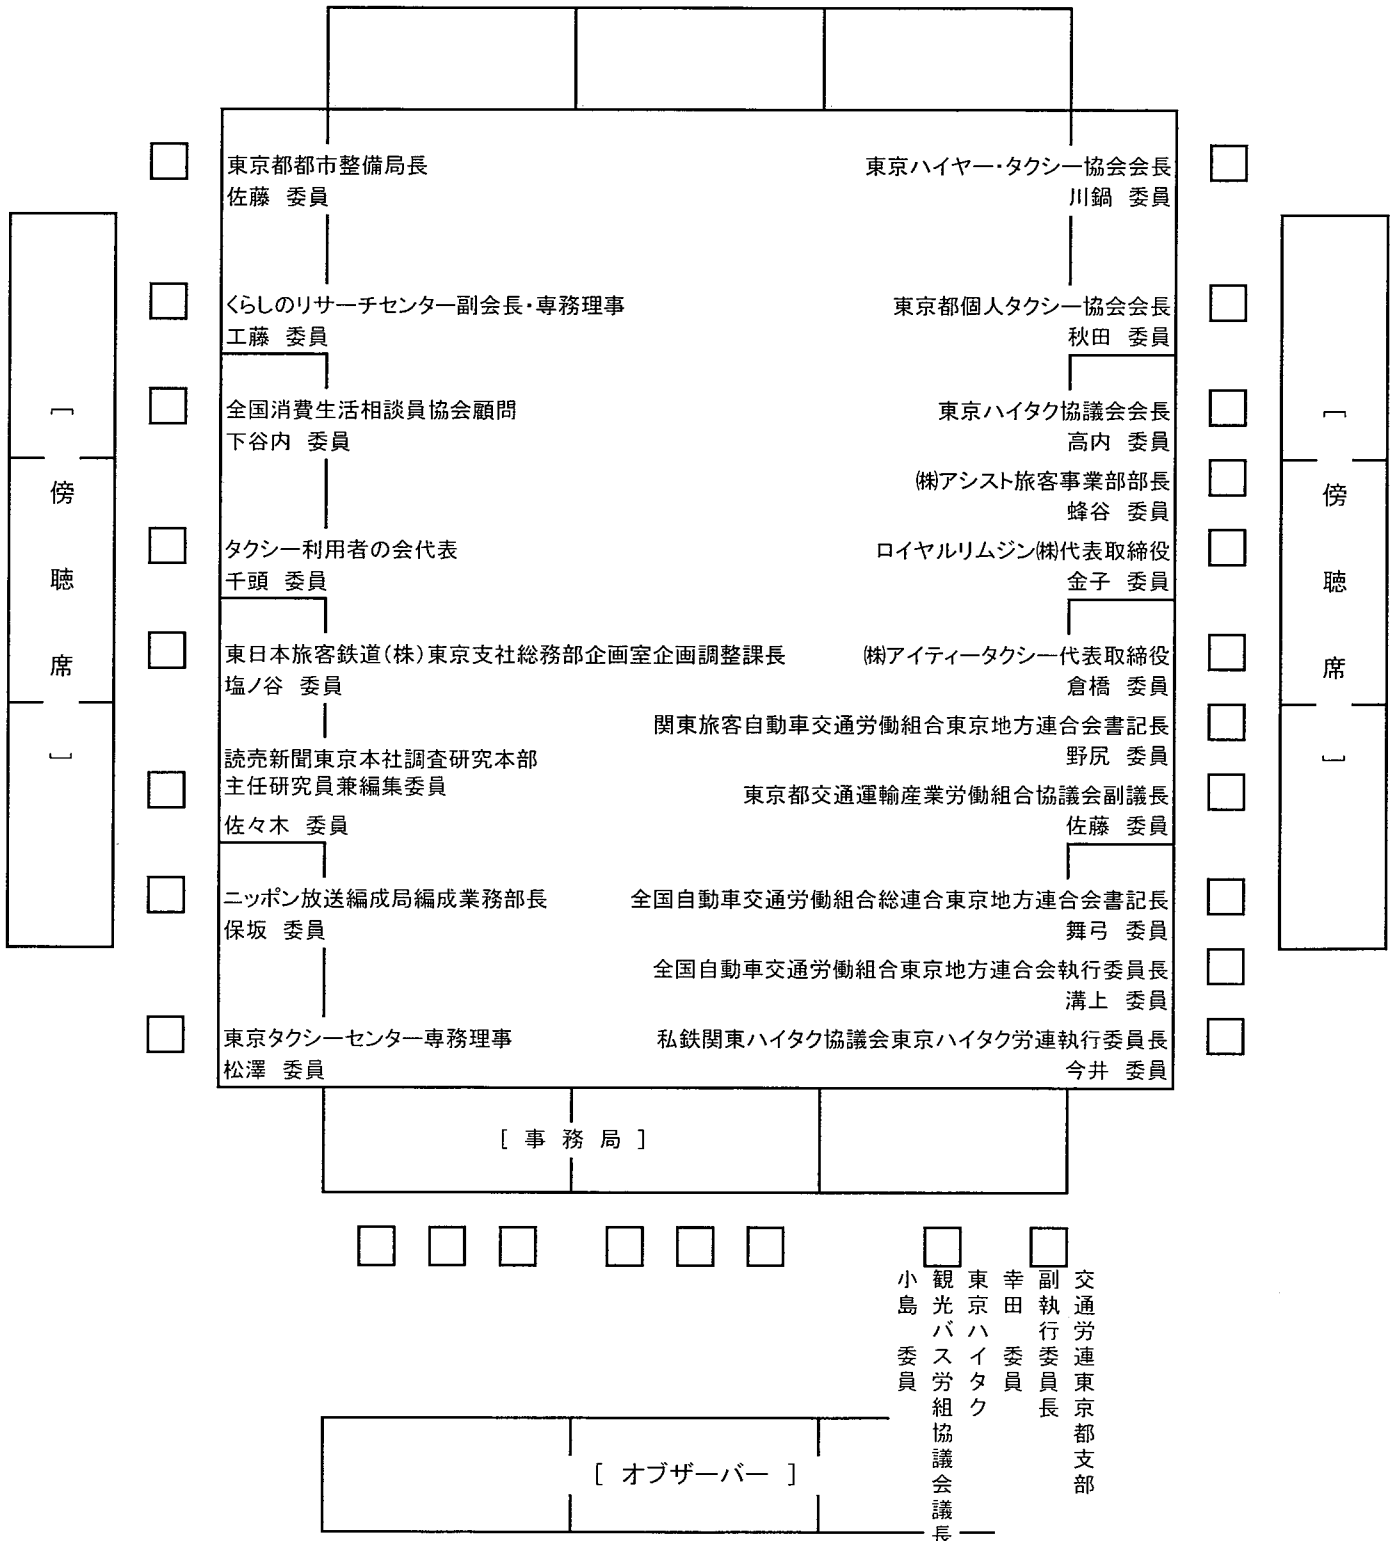 東京都都市整備局長
佐藤 委員
くらしのリサーチセンター副会長・専務理事
工藤 委員
全国消費生活相談員協会顧問
下谷内 委員
タクシー利用者の会代表
千頭 委員
東日本旅客鉄道(株)東京支社総務部企画室企画調整課長
塩ノ谷 委員
読売新聞東京本社調査研究本部
主任研究員兼編集委員
佐々木 委員
ニッポン放送編成局編成業務部長
保坂 委員
東京タクシーセンター専務理事
松澤 委員
東京ハイヤー・タクシー協会会長
川鍋 委員
東京都個人タクシー協会会長
秋田 委員
東京ハイタク協議会会長
高内 委員
㈱アシスト旅客事業部部長
蜂谷 委員
ロイヤルリムジン㈱代表取締役
金子 委員
㈱アイティータクシー代表取締役
倉橋 委員
関東旅客自動車交通労働組合東京地方連合会書記長
野尻 委員
東京都交通運輸産業労働組合協議会副議長
佐藤 委員
全国自動車交通労働組合総連合東京地方連合会書記長
舞弓 委員
全国自動車交通労働組合東京地方連合会執行委員長
溝上 委員
私鉄関東ハイタク協議会東京ハイタク労連執行委員長
今井 委員
[傍聴席]
[傍聴席]
[ 事務局 ]
交通労連東京都支部
副執行委員長
幸田 委員
東京ハイタク
観光バス労組協議会議長
小島 委員
[ オブザーバー ]